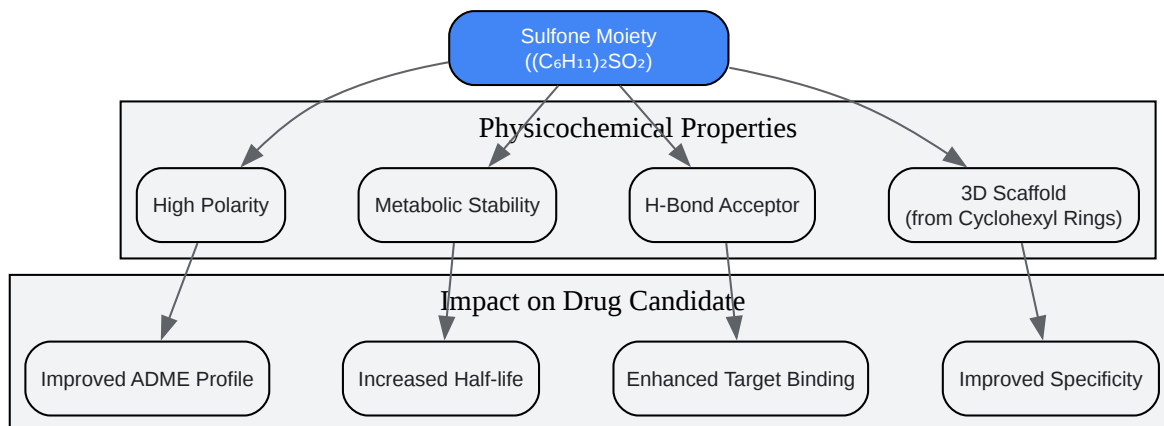 Sulfone Moiety
((C₆H₁₁)₂SO₂)
Physicochemical Properties
High Polarity
Metabolic Stability
H-Bond Acceptor
3D Scaffold
(from Cyclohexyl Rings)
Impact on Drug Candidate
Improved ADME Profile
Increased Half-life
Enhanced Target Binding
Improved Specificity